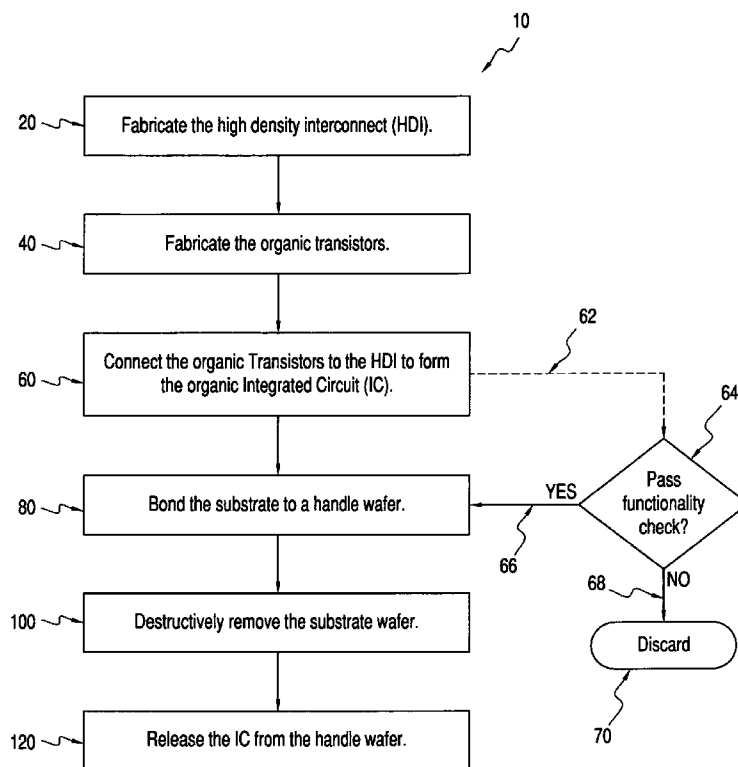 10
20
Fabricate the high density interconnect (HDI).
40
Fabricate the organic transistors.
62
60
Connect the organic Transistors to the HDI to form
the organic Integrated Circuit (IC).
64
Pass
functionality
check?
YES
66
80
Bond the substrate to a handle wafer.
NO
68
100
Destructively remove the substrate wafer.
Discard
70
120
Release the IC from the handle wafer.